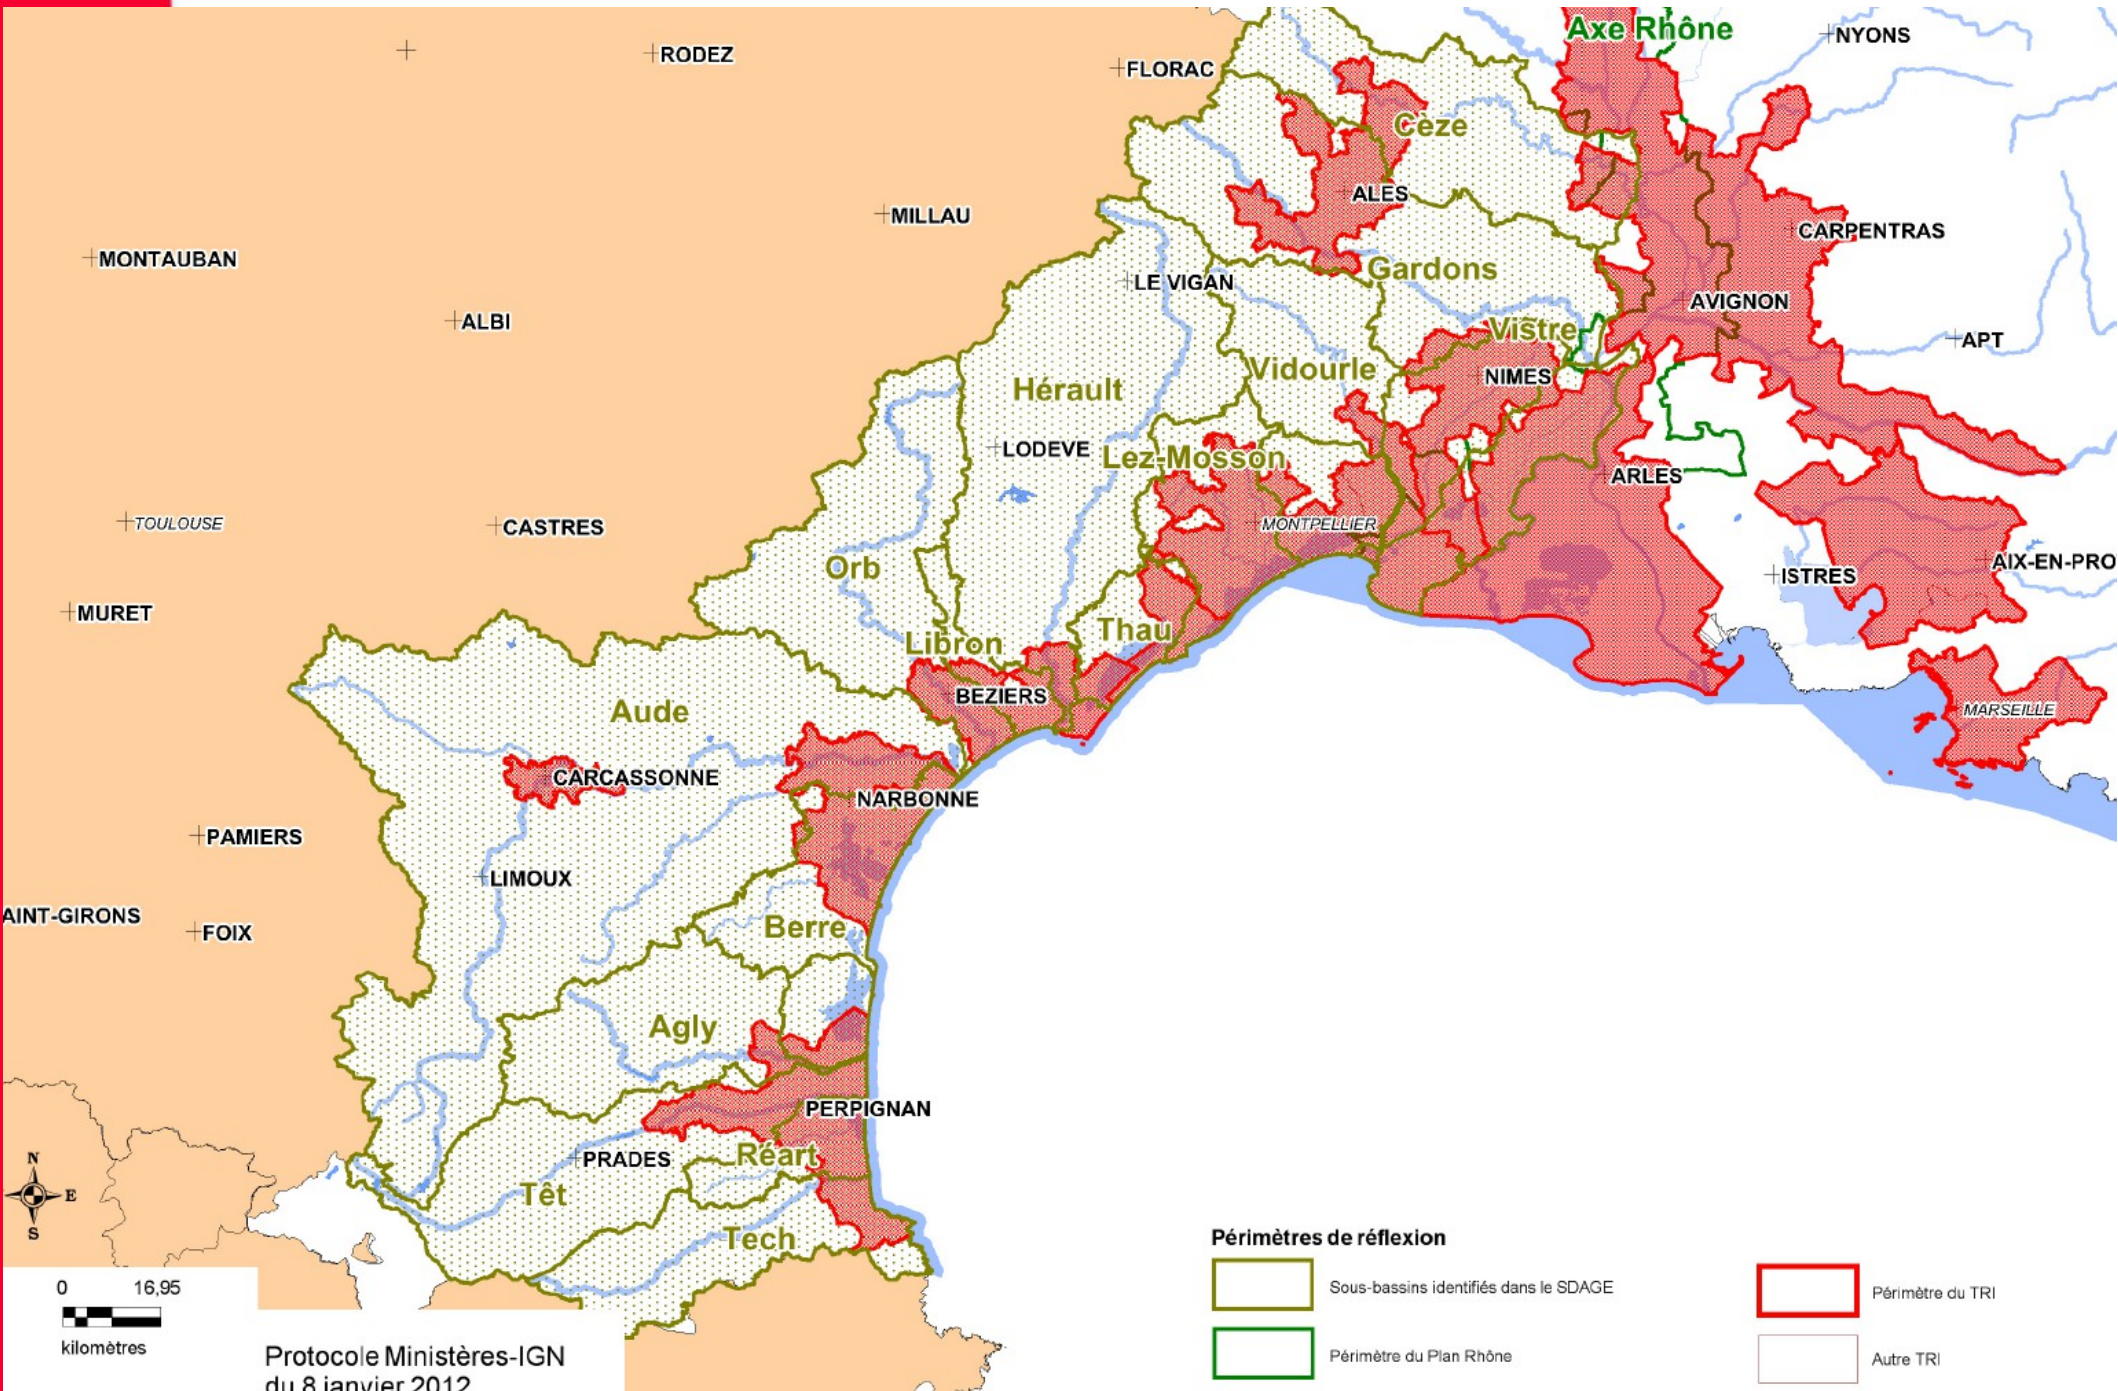 Axe Rhône
NYONS
RODEZ
FLORAC
Cèze
ALES
MILLAU
CARPENTRAS
MONTAUBAN
Gardons
LE VIGAN
AVIGNON
ALBI
Vistre
APT
Vidourle
NIMES
Hérault
LODEVE
Lez-Mosson
ARLES
TOULOUSE
CASTRES
MONTPELLIER
Orb
AIX-EN-PRO
ISTRES
MURET
Thau
Libron
BEZIERS
Aude
MARSEILLE
CARCASSONNE
NARBONNE
PAMIERS
LIMOUX
AINT-GIRONS
FOIX
Berre
Agly
PERPIGNAN
PRADES
Réart
Têt
Tech
N
E
S
0 16,95
kilomètres
Protocole Ministères-IGN
du 8 janvier 2012
Périmètres de réflexion
Sous-bassins identifiés dans le SDAGE
Périmètre du TRI
Périmètre du Plan Rhône
Autre TRI